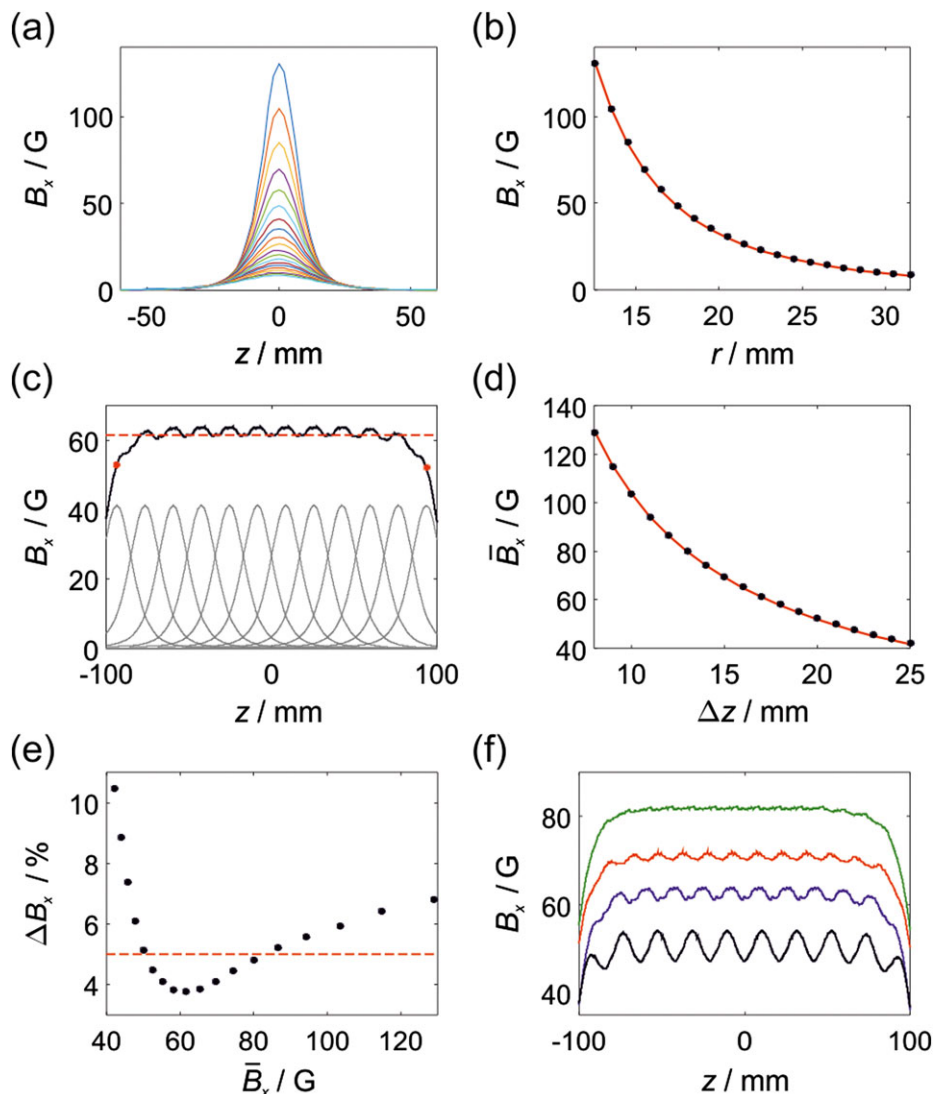 (a)
B_x / G
100
50
0
-50
0
50
z / mm
(b)
B_x / G
100
50
0
15
20
25
30
r / mm
(c)
B_x / G
60
40
20
0
-100
0
100
z / mm
(d)
B̄_x / G
140
120
100
80
60
40
10
15
20
25
Δz / mm
(e)
ΔB_x / %
10
8
6
4
40
60
80
100
120
B̄_x / G
(f)
B_x / G
80
60
40
-100
0
100
z / mm